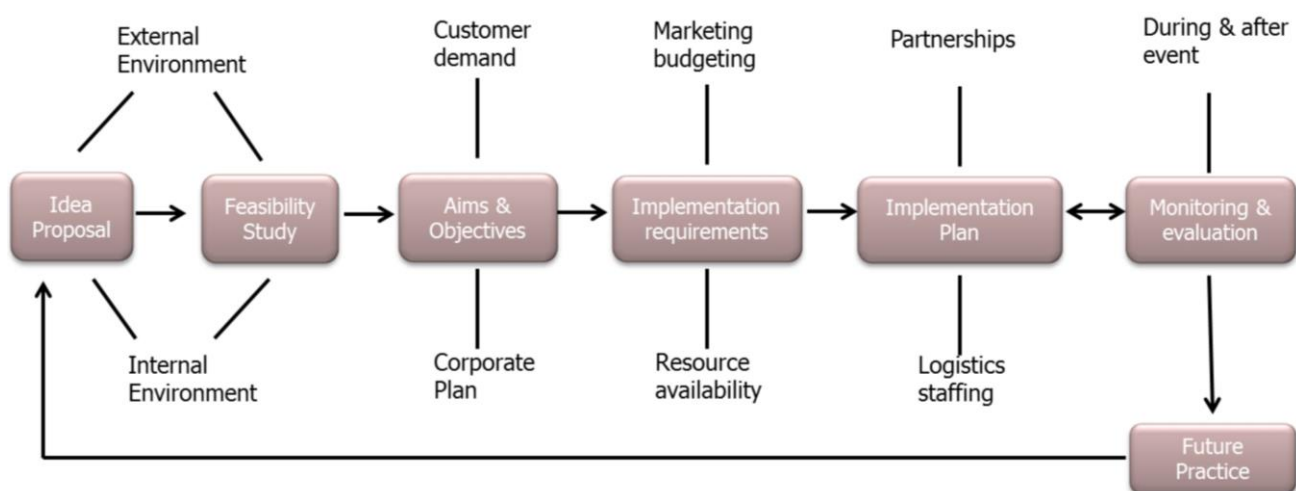 External
Environment
Customer
demand
Marketing
budgeting
Partnerships
During & after
event
Idea
Proposal
Feasibility
Study
Aims &
Objectives
Implementation
requirements
Implementation
Plan
Monitoring &
evaluation
Internal
Environment
Corporate
Plan
Resource
availability
Logistics
staffing
Future
Practice